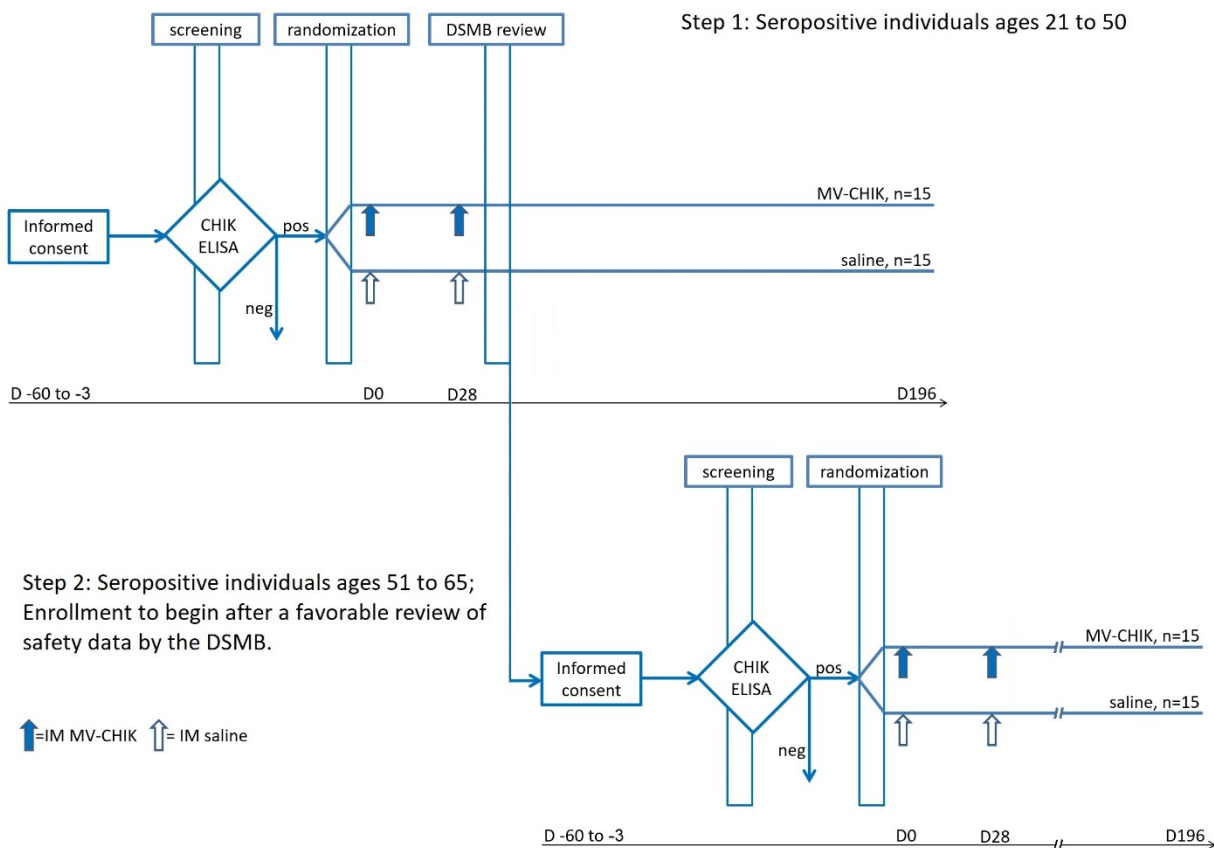 Step 1: Seropositive individuals ages 21 to 50
screening
randomization
DSMB review
Informed
consent
CHIK
ELISA
pos
neg
MV-CHIK, n=15
saline, n=15
D -60 to -3
D0
D28
D196
screening
randomization
Step 2: Seropositive individuals ages 51 to 65;
Enrollment to begin after a favorable review of
safety data by the DSMB.
Informed
consent
CHIK
ELISA
pos
neg
MV-CHIK, n=15
saline, n=15
=IM MV-CHIK
= IM saline
D -60 to -3
D0
D28
D196